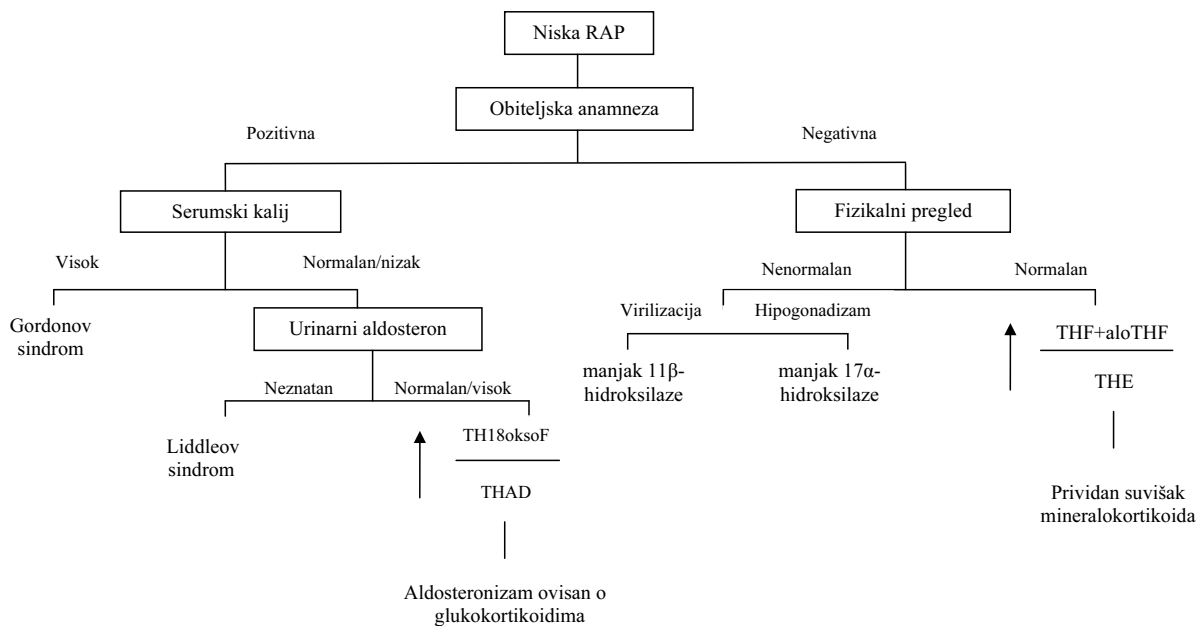 Niska RAP
Obiteljska anamneza
Pozitivna
Negativna
Serumski kalij
Fizikalni pregled
Visok
Normalan/nizak
Nenormalan
Normalan
Gordonov
sindrom
Urinarni aldosteron
Virilizacija
Hipogonadizam
THF+aloTHF
THE
manjak 11β-
hidroksilaze
manjak 17α-
hidroksilaze
Neznatan
Normalan/visok
Liddleov
sindrom
TH18oksoF
THAD
Prividan suvišak
mineralokortikoida
Aldosteronizam ovisan o
glukokortikoidima